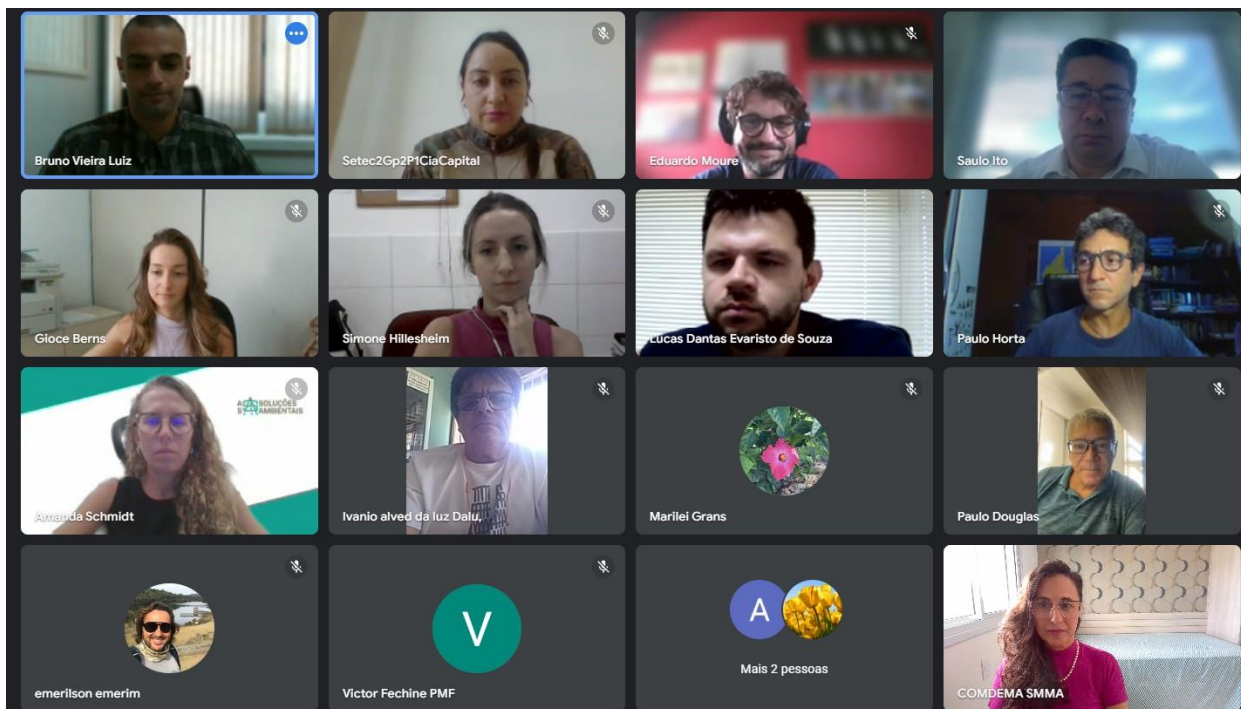 Bruno Vieira Luiz
Setec2Gp2P1CiaCapital
Eduardo Moure
Saulo Ito
Gioce Berns
Simone Hillesheim
Lucas Dantas Evaristo de Souza
Paulo Horta
SOLUÇÕES
AMBIENTAIS
Amanda Schmidt
Ivanio alved da luz Dalu,
Marilei Grans
Paulo Douglas
emerilson emerim
V
Victor Fechine PMF
A
Mais 2 pessoas
COMDEMA SMMA